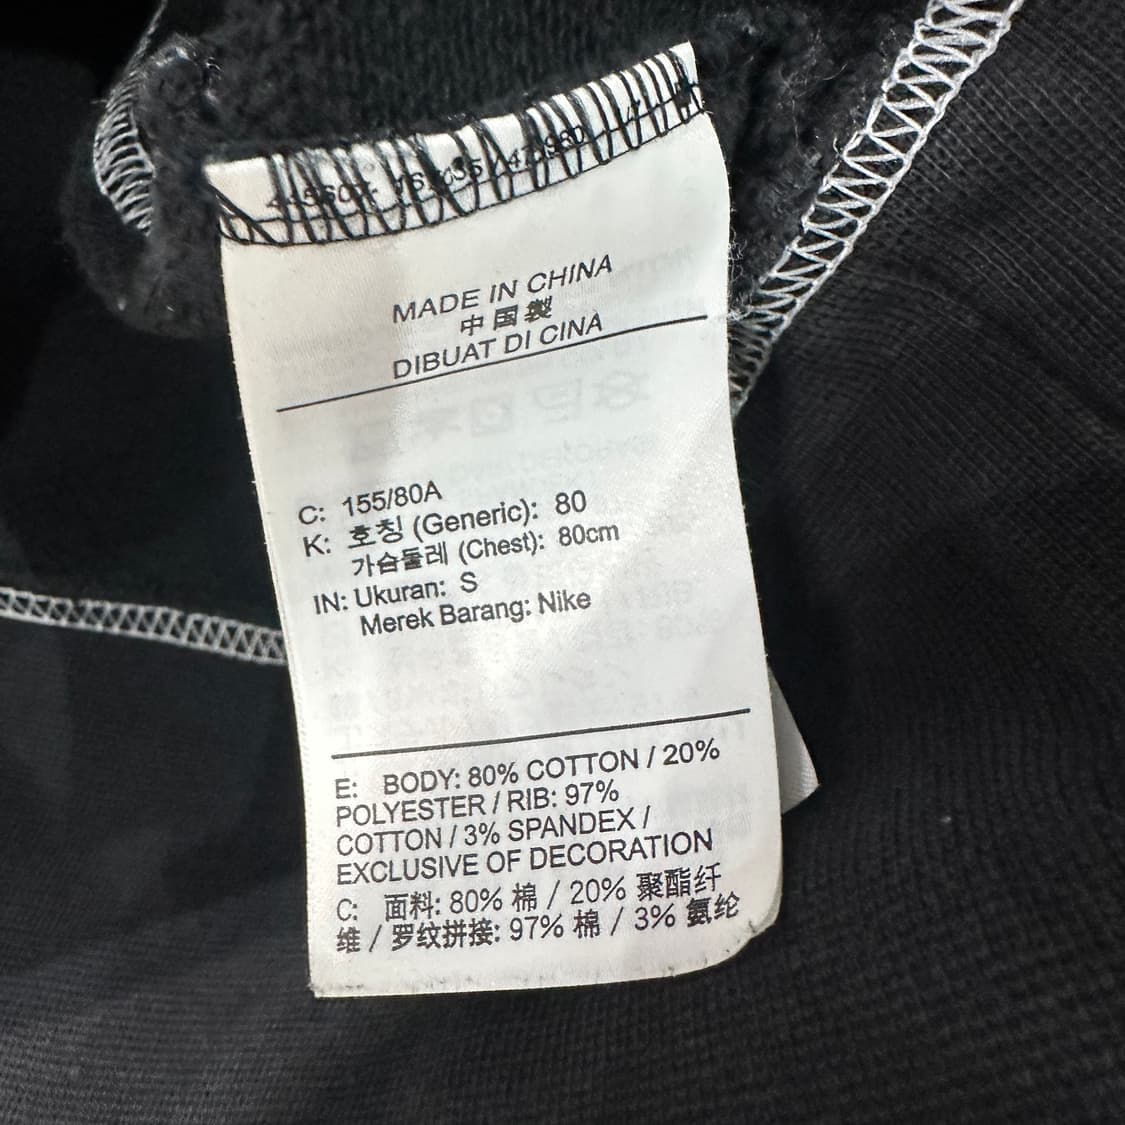 MADE IN CHINA
中国製
DIBUAT DI CINA
C: 155/80A
K: 호칭 (Generic): 80
가슴둘레 (Chest): 80cm
IN: Ukuran: S
Merek Barang: Nike
E: BODY: 80% COTTON / 20%
POLYESTER / RIB: 97%
COTTON / 3% SPANDEX /
EXCLUSIVE OF DECORATION
C: 面料: 80% 棉 / 20% 聚酯纤
维 / 罗纹拼接: 97% 棉 / 3% 氨纶